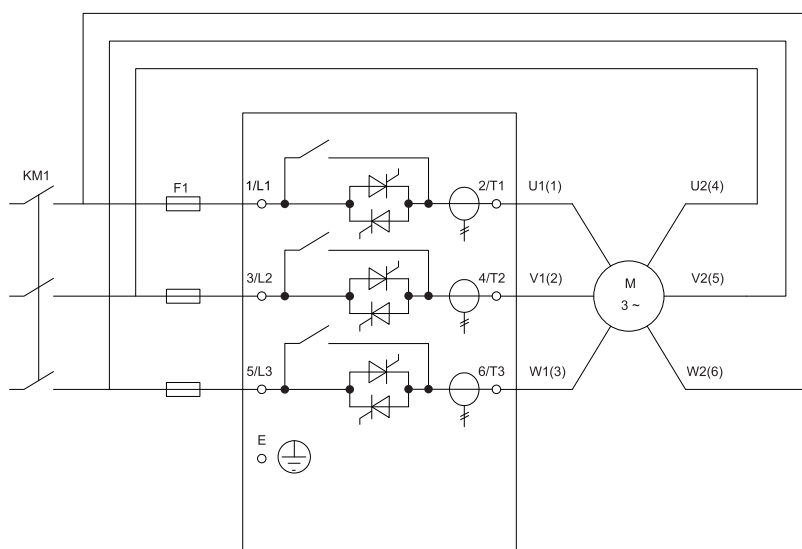 KM1
F1
1/L1
2/T1
U1(1)
U2(4)
3/L2
4/T2
V1(2)
M
3 ~
V2(5)
5/L3
6/T3
W1(3)
W2(6)
E